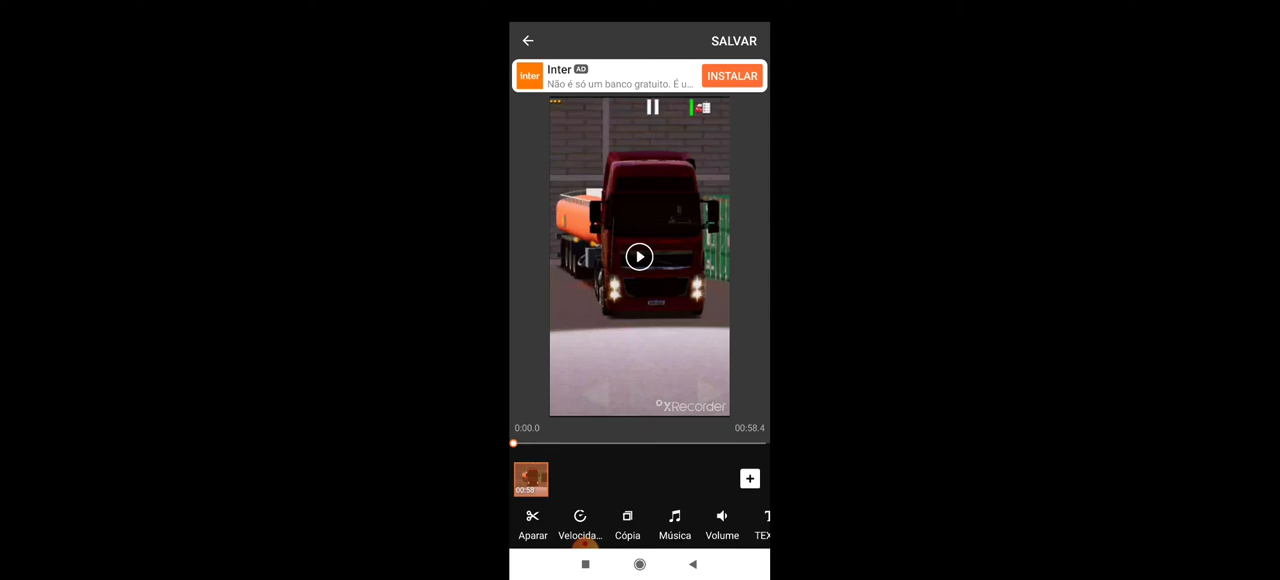 SALVAR
inter
Inter AD
Não é só um banco gratuito. É u...
INSTALAR
XRecorder
0:00.0
00:58.4
00:58
Aparar
Velocida...
Cópia
Música
Volume
TEX